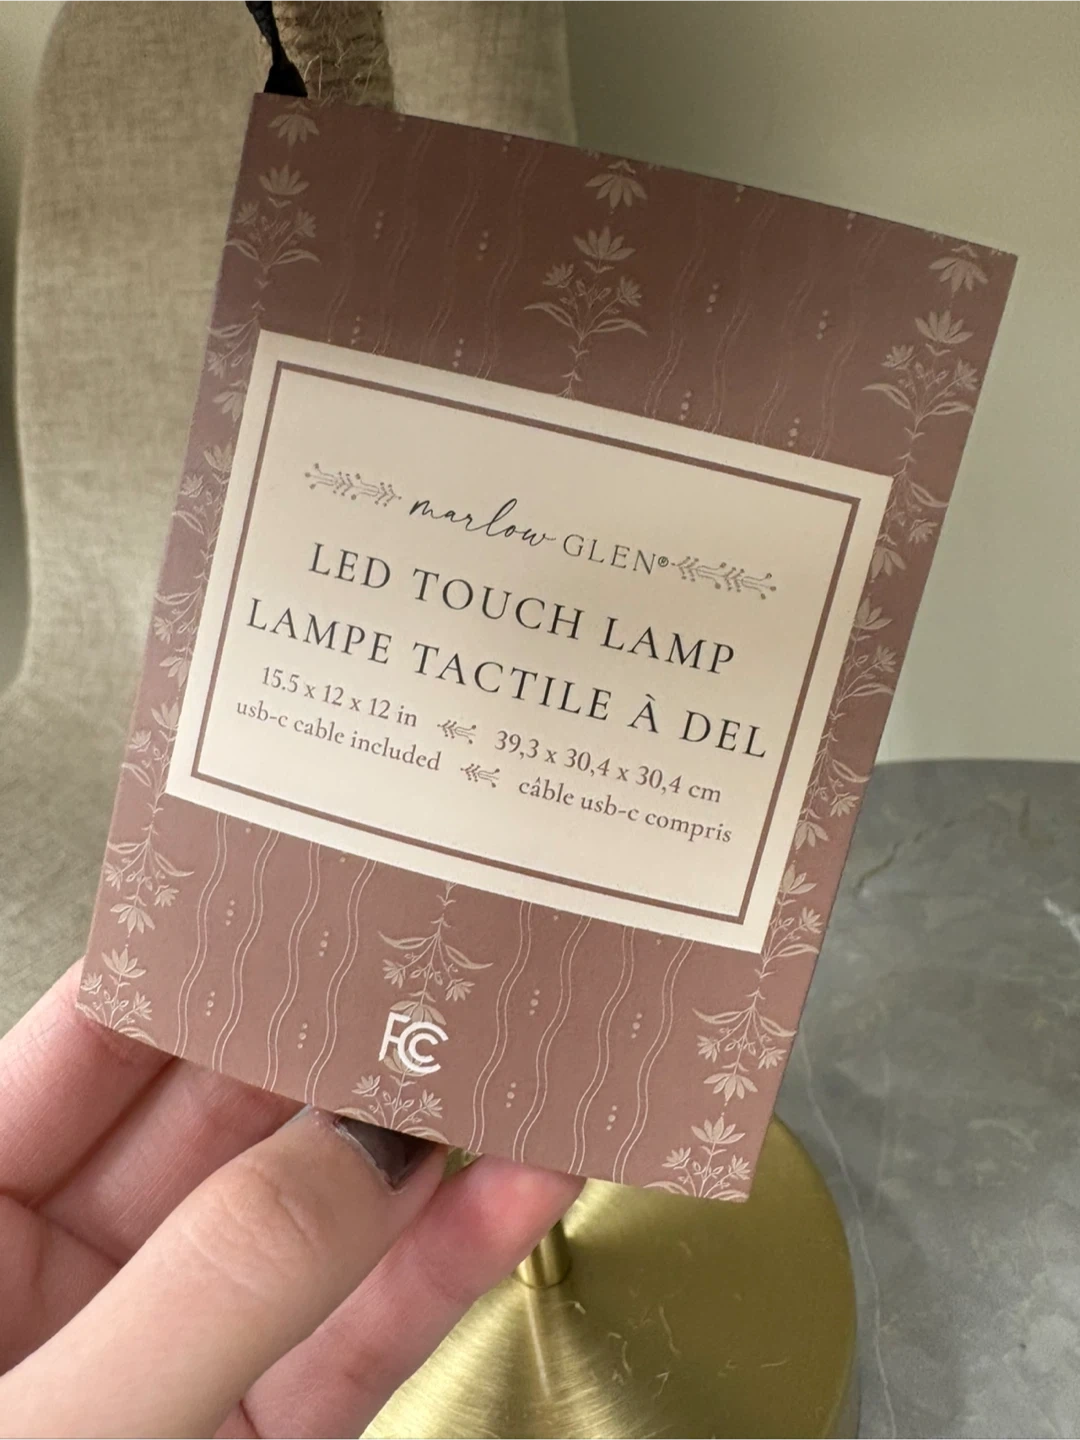 marlow GLEN®
LED TOUCH LAMP
LAMPE TACTILE À DEL
15.5 x 12 x 12 in 39,3 x 30,4 x 30,4 cm
usb-c cable included câble usb-c compris
FCC